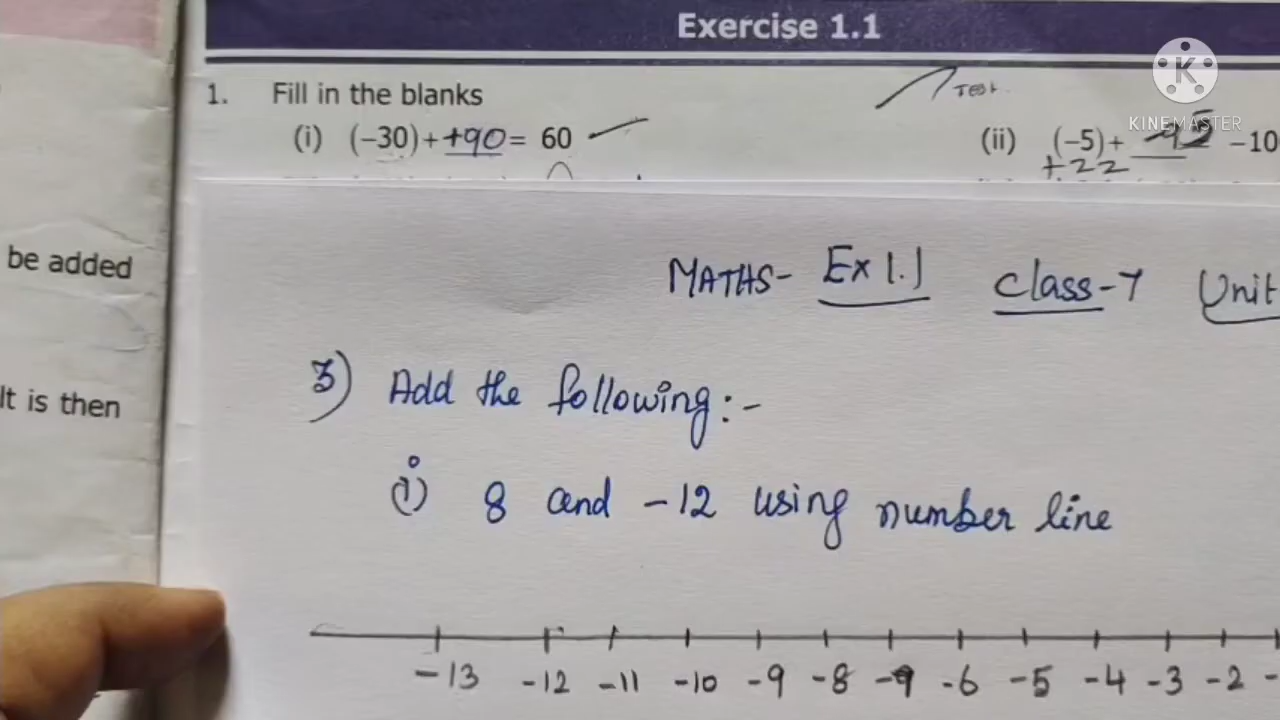 Exercise 1.1
1. Fill in the blanks
Test.
KINEMASTER
(i) (-30)++90= 60
(ii) (-5)+ -10
+22
be added
It is then
MATHS- Ex 1.1 Class-7 Unit
3) Add the following:-
(i) 8 and -12 using number line
-13 -12 -11 -10 -9 -8 -6 -5 -4 -3 -2 -